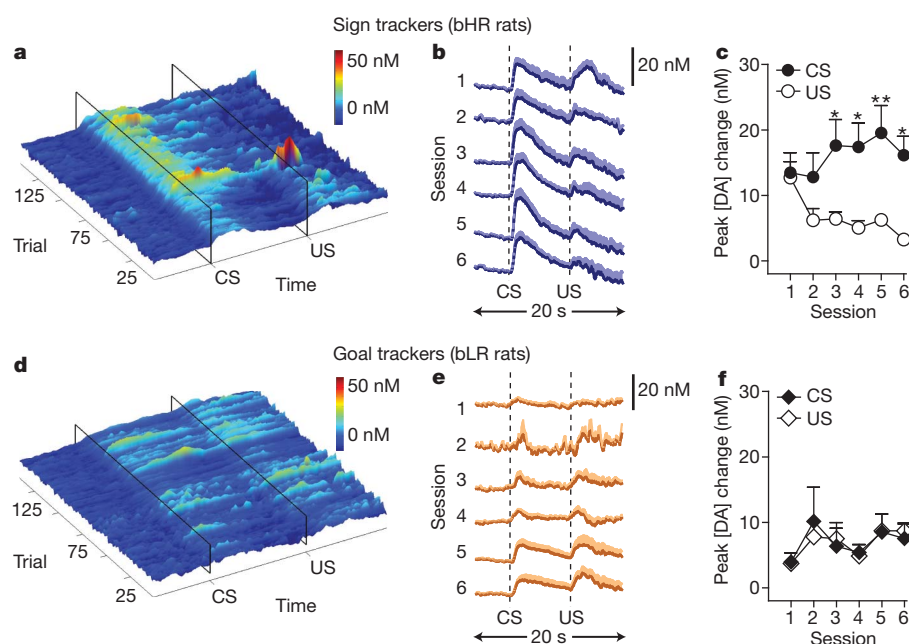 Sign trackers (bHR rats)
a
50 nM
0 nM
125
75
25
Trial
CS
US
Time
b
20 nM
Session
1
2
3
4
5
6
CS
US
20 s
c
CS
US
Peak [DA] change (nM)
30
20
10
0
* * ** *
1 2 3 4 5 6
Session
Goal trackers (bLR rats)
d
50 nM
0 nM
125
75
25
Trial
CS
US
Time
e
20 nM
Session
1
2
3
4
5
6
CS
US
20 s
f
CS
US
Peak [DA] change (nM)
30
20
10
0
1 2 3 4 5 6
Session